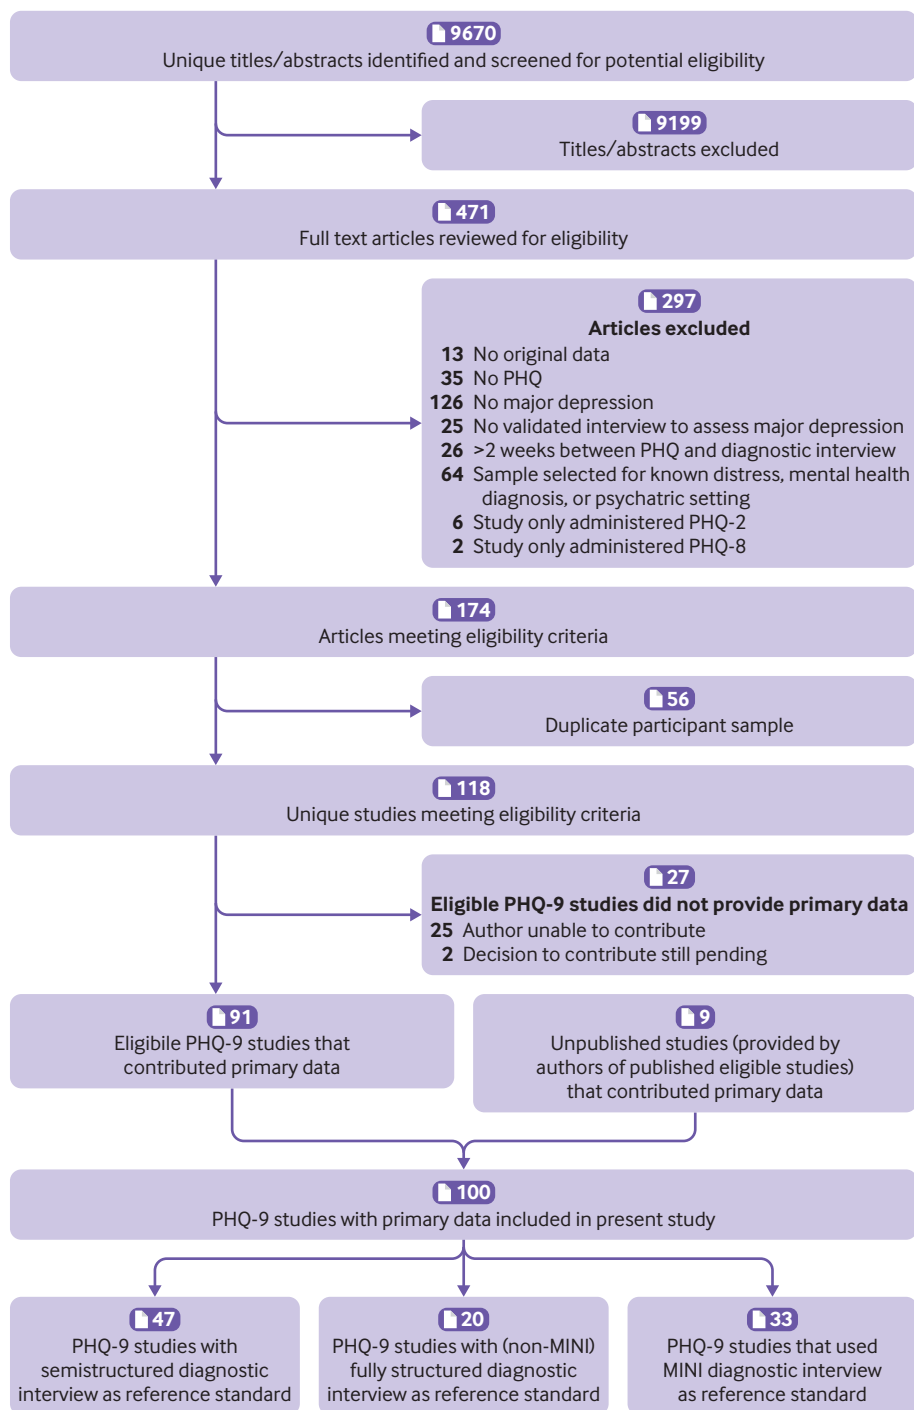 9670
Unique titles/abstracts identified and screened for potential eligibility
9199
Titles/abstracts excluded
471
Full text articles reviewed for eligibility
297
Articles excluded
13 No original data
35 No PHQ
126 No major depression
25 No validated interview to assess major depression
26 >2 weeks between PHQ and diagnostic interview
64 Sample selected for known distress, mental health
diagnosis, or psychatric setting
6 Study only administered PHQ-2
2 Study only administered PHQ-8
174
Articles meeting eligibility criteria
56
Duplicate participant sample
118
Unique studies meeting eligibility criteria
27
Eligible PHQ-9 studies did not provide primary data
25 Author unable to contribute
2 Decision to contribute still pending
91
Eligibile PHQ-9 studies that
contributed primary data
9
Unpublished studies (provided by
authors of published eligible studies)
that contributed primary data
100
PHQ-9 studies with primary data included in present study
47
PHQ-9 studies with
semistructured diagnostic
interview as reference standard
20
PHQ-9 studies with (non-MINI)
fully structured diagnostic
interview as reference standard
33
PHQ-9 studies that used
MINI diagnostic interview
as reference standard